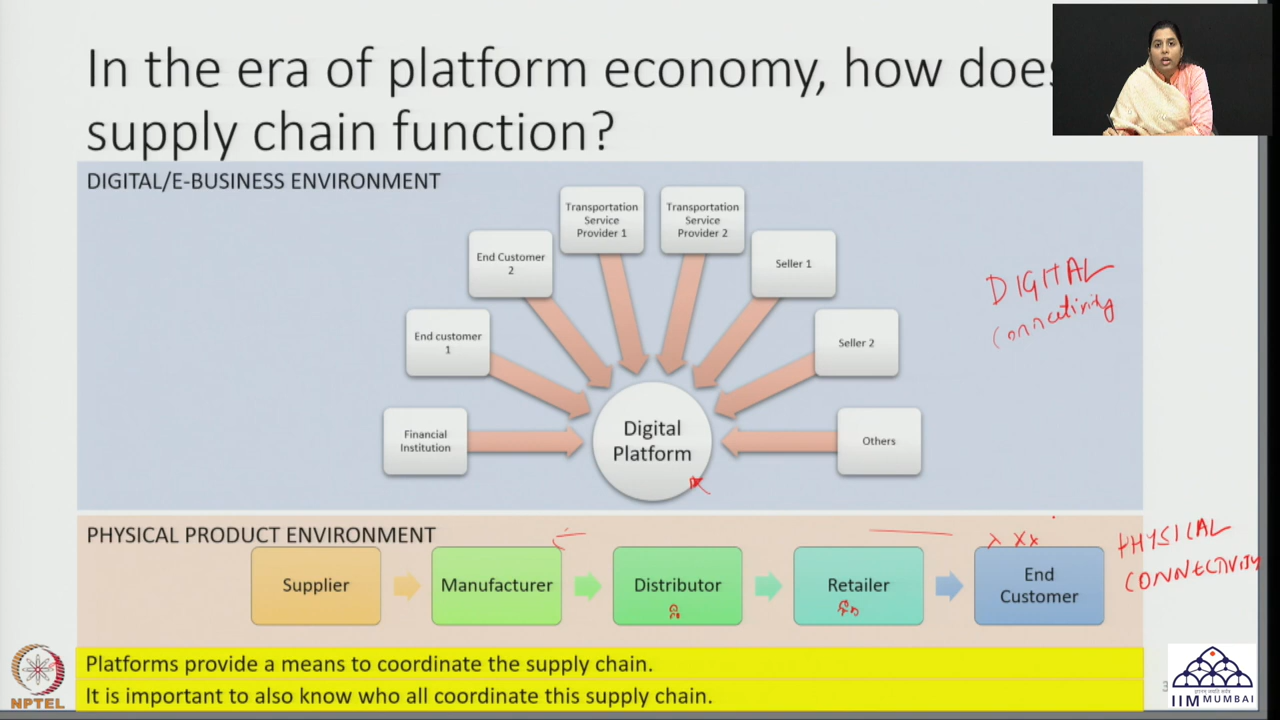 In the era of platform economy, how does
supply chain function?
DIGITAL/E-BUSINESS ENVIRONMENT
Transportation
Service
Provider 1
Transportation
Service
Provider 2
End Customer
2
Seller 1
End customer
1
Seller 2
Financial
Institution
Others
Digital
Platform
DIGITAL
Connectivity
PHYSICAL PRODUCT ENVIRONMENT
Supplier
Manufacturer
Distributor
Retailer
End
Customer
PHYSICAL
CONNECTIVITY
Platforms provide a means to coordinate the supply chain.
It is important to also know who all coordinate this supply chain.
NPTEL
IIM MUMBAI